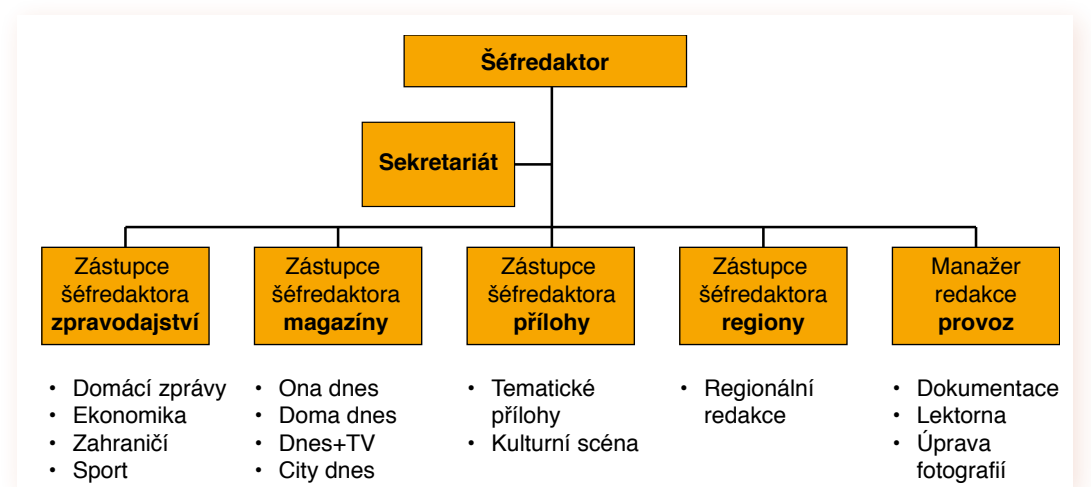 Šéfredaktor
Sekretariát
Zástupce
šéfredaktora
zpravodajství
Zástupce
šéfredaktora
magazíny
Zástupce
šéfredaktora
přílohy
Zástupce
šéfredaktora
regiony
Manažer
redakce
provoz
• Domácí zprávy
• Ekonomika
• Zahraničí
• Sport
• Ona dnes
• Doma dnes
• Dnes+TV
• City dnes
• Tematické
přílohy
• Kulturní scéna
• Regionální
redakce
• Dokumentace
• Lektorna
• Úprava
fotografií